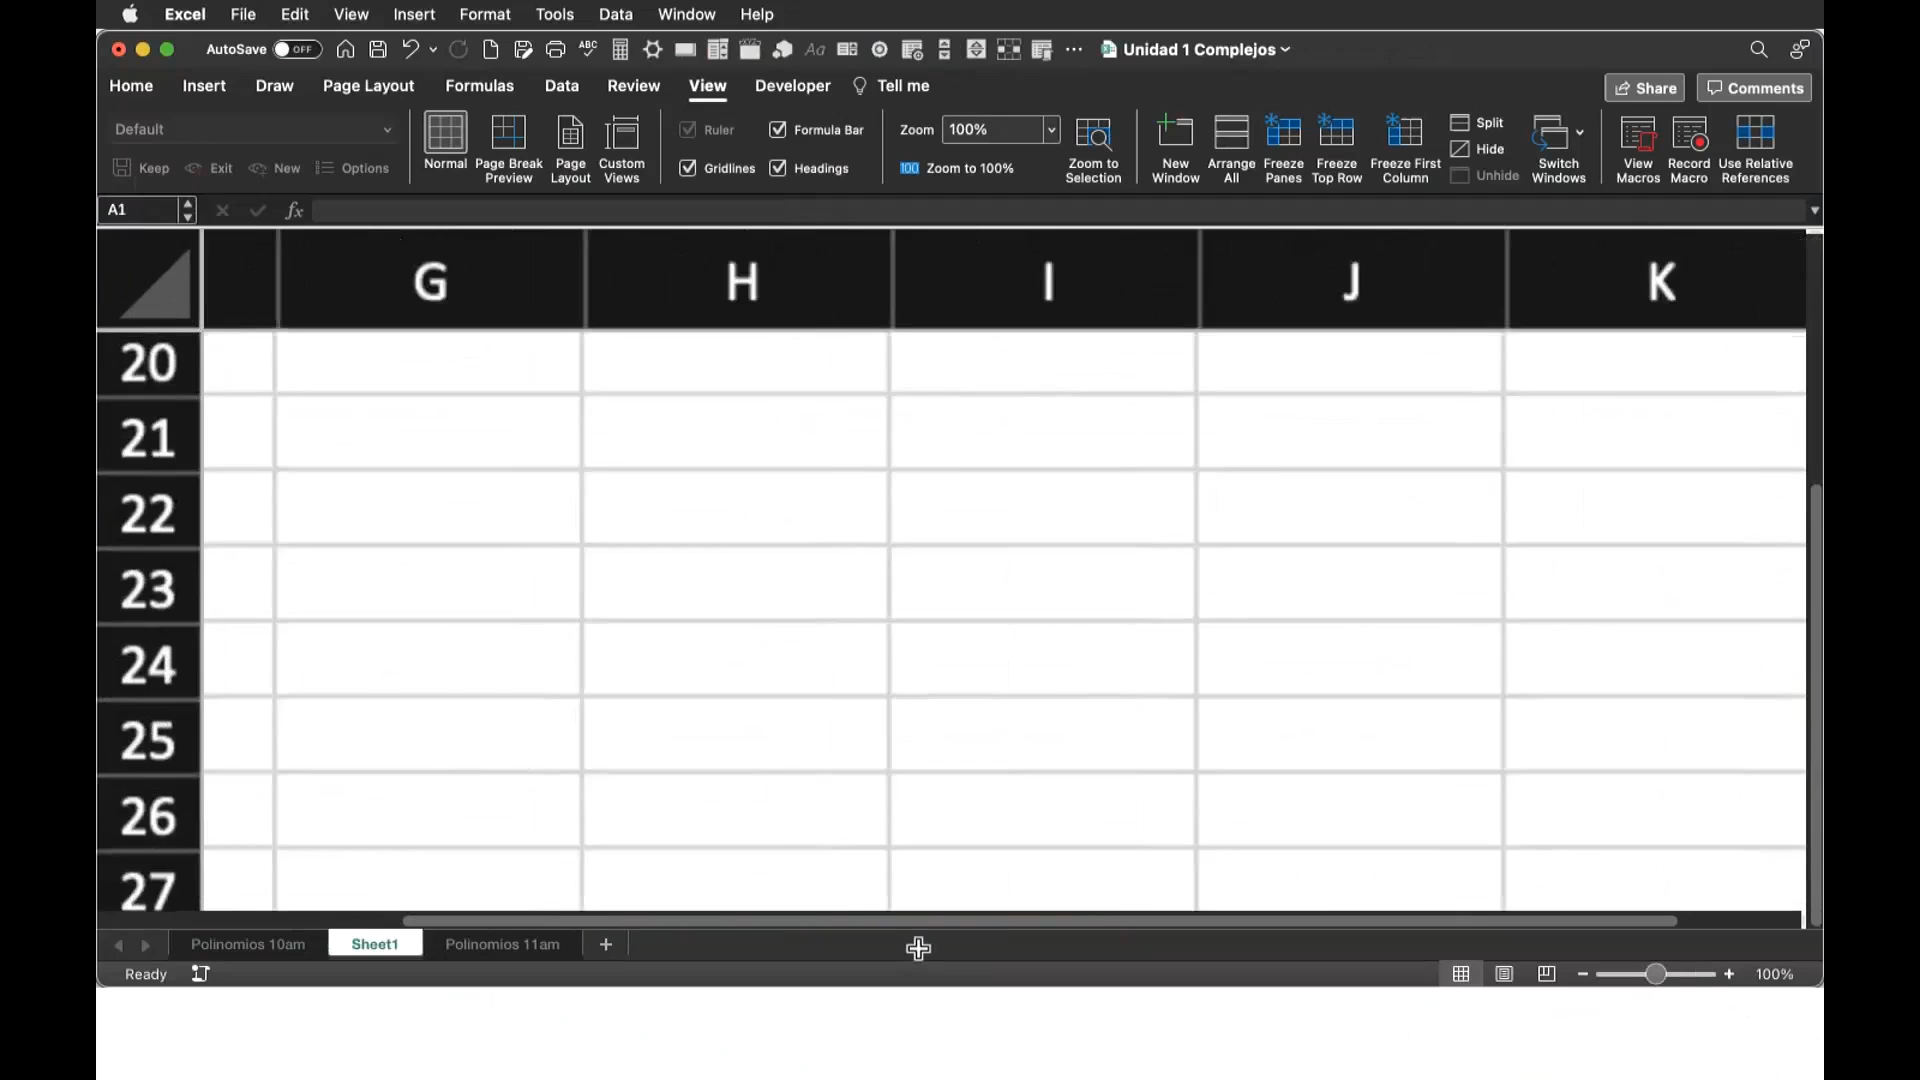 Excel File Edit View Insert Format Tools Data Window Help
AutoSave OFF ABC Aa ... Unidad 1 Complejos
Home Insert Draw Page Layout Formulas Data Review View Developer Tell me Share Comments
Default
Keep Exit New Options
Normal
Page Break
Preview
Page
Layout
Custom
Views
Ruler Formula Bar
Gridlines Headings
Zoom 100%
100 Zoom to 100%
Zoom to
Selection
New
Window
Arrange
All
Freeze
Panes
Freeze
Top Row
Freeze First
Column
Split
Hide
Unhide
Switch
Windows
View
Macros
Record
Macro
Use Relative
References
A1 fx
G H I J K
20
21
22
23
24
25
26
27
Polinomios 10am Sheet1 Polinomios 11am +
Ready - + 100%